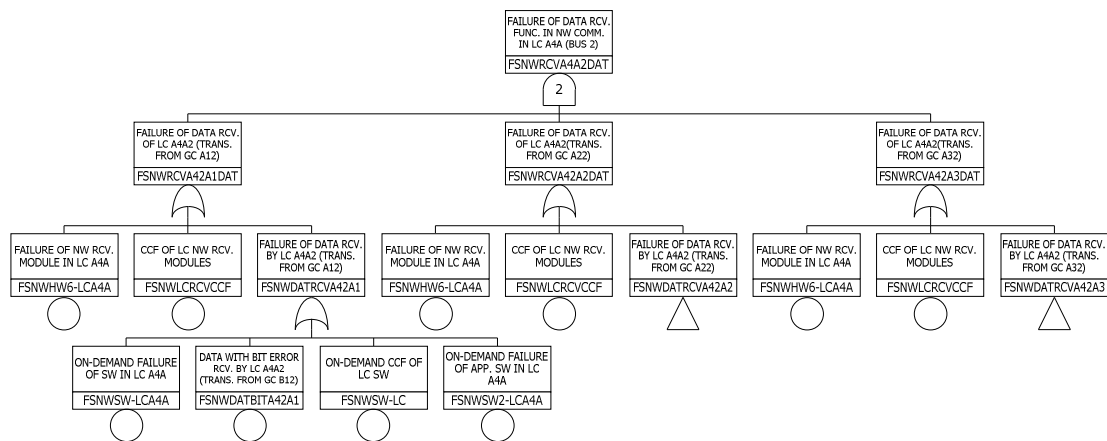 FAILURE OF DATA RCV.
FUNC. IN NW COMM.
IN LC A4A (BUS 2)
FSNWRCVA4A2DAT
2
FAILURE OF DATA RCV.
OF LC A4A2 (TRANS.
FROM GC A12)
FSNWRCVA42A1DAT
FAILURE OF DATA RCV.
OF LC A4A2(TRANS.
FROM GC A22)
FSNWRCVA42A2DAT
FAILURE OF DATA RCV.
OF LC A4A2(TRANS.
FROM GC A32)
FSNWRCVA42A3DAT
FAILURE OF NW RCV.
MODULE IN LC A4A
FSNWHW6-LCA4A
CCF OF LC NW RCV.
MODULES
FSNWLCRCVCCF
FAILURE OF DATA RCV.
BY LC A4A2 (TRANS.
FROM GC A12)
FSNWDATRCVA42A1
FAILURE OF NW RCV.
MODULE IN LC A4A
FSNWHW6-LCA4A
CCF OF LC NW RCV.
MODULES
FSNWLCRCVCCF
FAILURE OF DATA RCV.
BY LC A4A2 (TRANS.
FROM GC A22)
FSNWDATRCVA42A2
FAILURE OF NW RCV.
MODULE IN LC A4A
FSNWHW6-LCA4A
CCF OF LC NW RCV.
MODULES
FSNWLCRCVCCF
FAILURE OF DATA RCV.
BY LC A4A2 (TRANS.
FROM GC A32)
FSNWDATRCVA42A3
ON-DEMAND FAILURE
OF SW IN LC A4A
FSNWSW-LCA4A
DATA WITH BIT ERROR
RCV. BY LC A4A2
(TRANS. FROM GC B12)
FSNWDATBITA42A1
ON-DEMAND CCF OF
LC SW
FSNWSW-LC
ON-DEMAND FAILURE
OF APP. SW IN LC
A4A
FSNWSW2-LCA4A